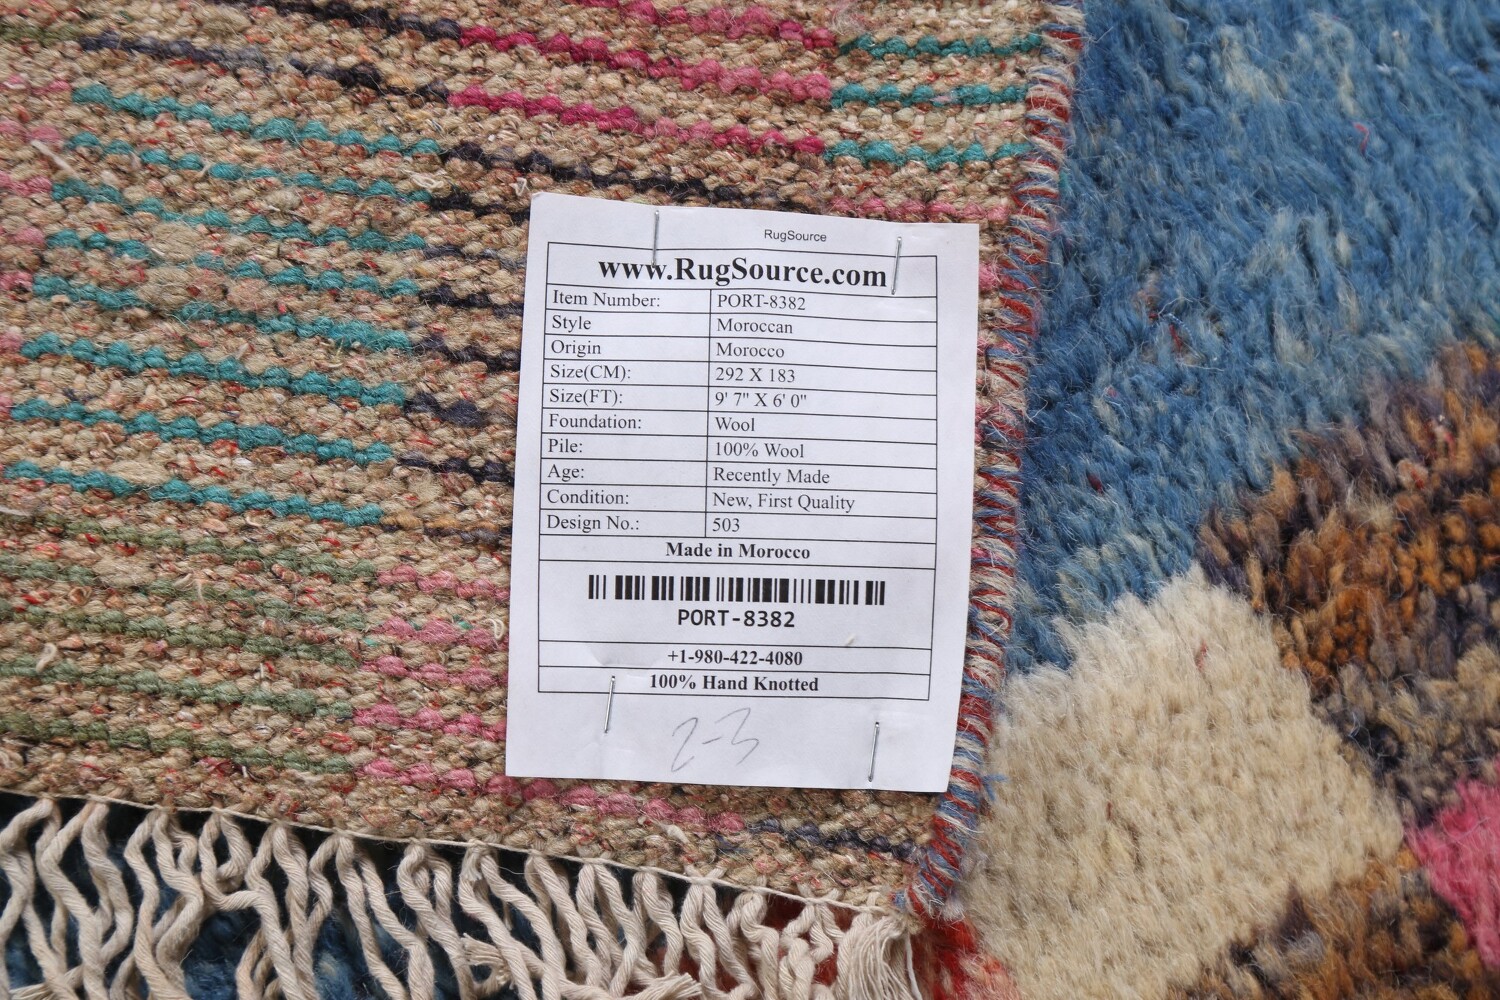 RugSource
www.RugSource.com
Item Number: PORT-8382
Style Moroccan
Origin Morocco
Size(CM): 292 X 183
Size(FT): 9' 7" X 6' 0"
Foundation: Wool
Pile: 100% Wool
Age: Recently Made
Condition: New, First Quality
Design No.: 503
Made in Morocco
PORT-8382
+1-980-422-4080
100% Hand Knotted
2-3